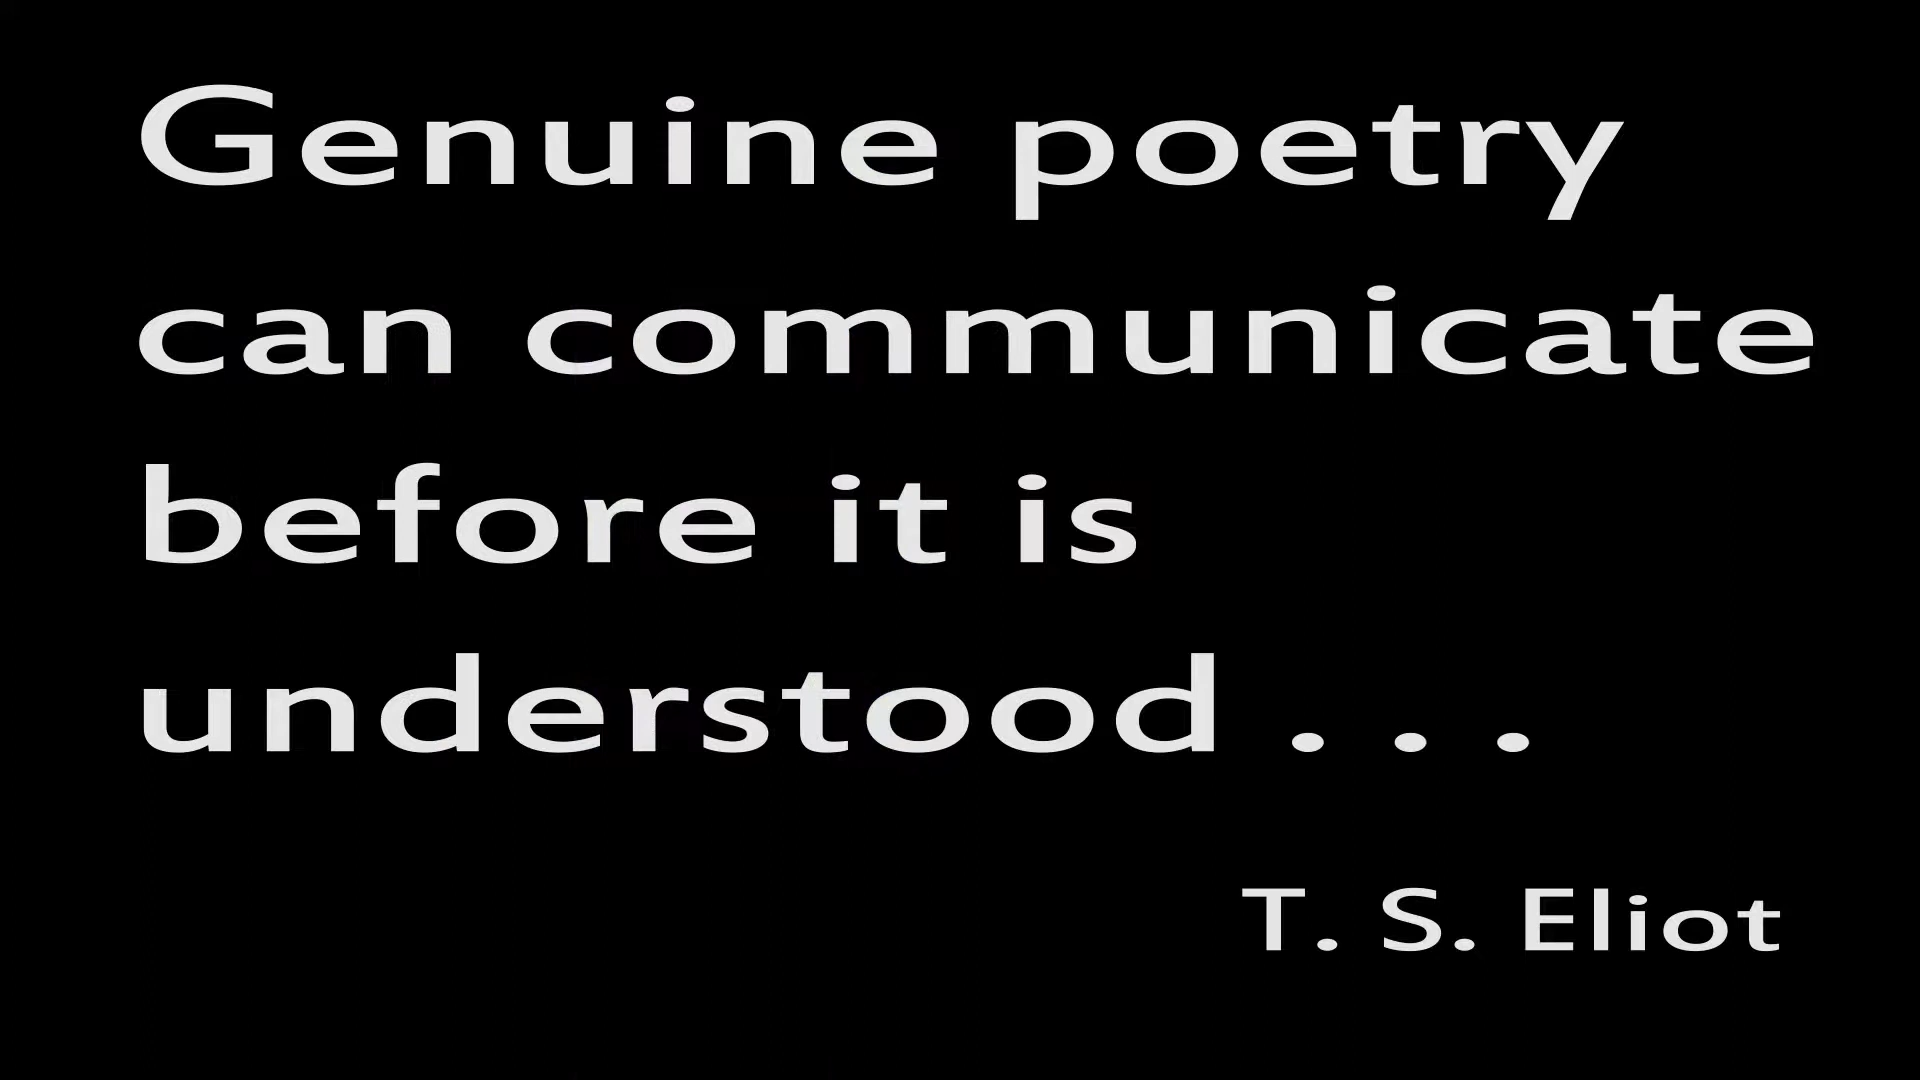 Genuine poetry
can communicate
before it is
understood . . .
T. S. Eliot